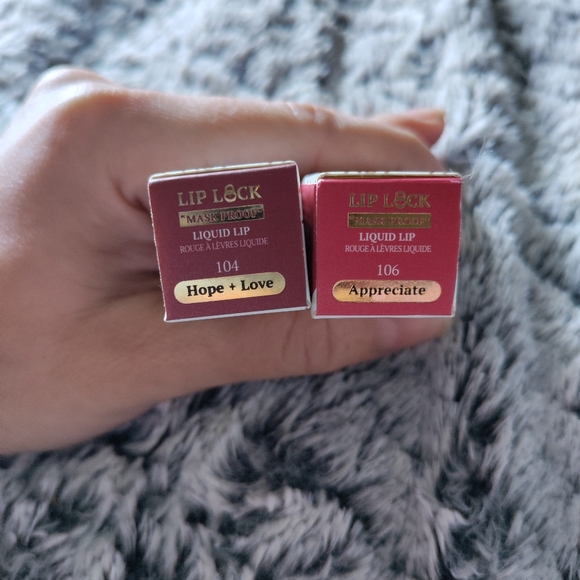 LIP LOCK
"MASK PROOF"
LIQUID LIP
ROUGE À LÈVRES LIQUIDE
104
Hope + Love
LIP LOCK
"MASK PROOF"
LIQUID LIP
ROUGE À LÈVRES LIQUIDE
106
Appreciate